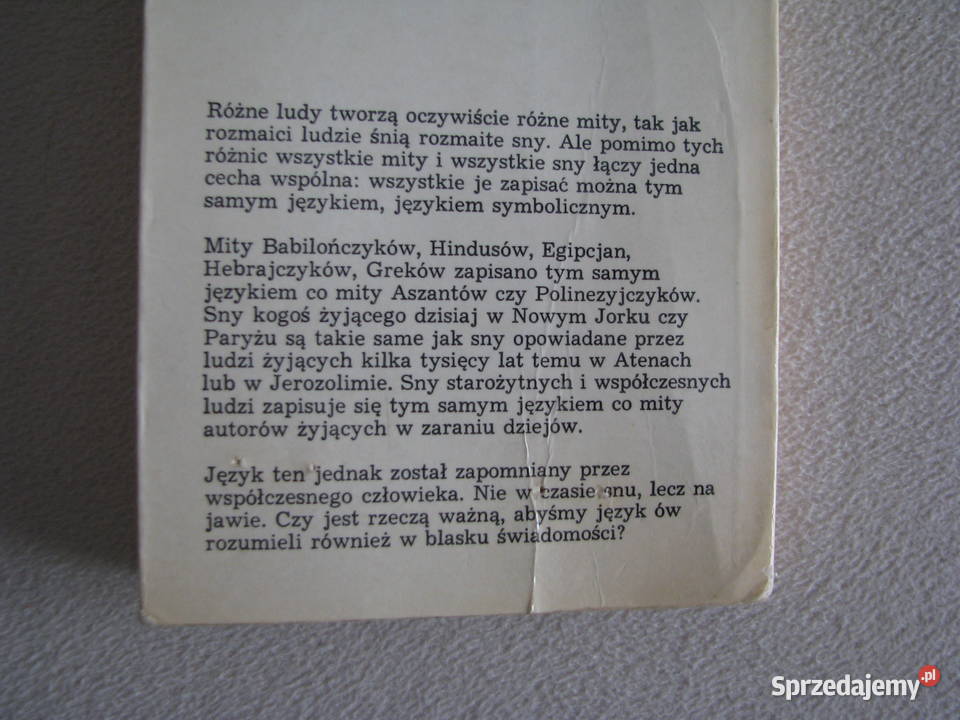 Różne ludy tworzą oczywiście różne mity, tak jak
rozmaici ludzie śnią rozmaite sny. Ale pomimo tych
różnic wszystkie mity i wszystkie sny łączy jedna
cecha wspólna: wszystkie je zapisać można tym
samym językiem, językiem symbolicznym.
Mity Babilończyków, Hindusów, Egipcjan,
Hebrajczyków, Greków zapisano tym samym
językiem co mity Aszantów czy Polinezyjczyków.
Sny kogoś żyjącego dzisiaj w Nowym Jorku czy
Paryżu są takie same jak sny opowiadane przez
ludzi żyjących kilka tysięcy lat temu w Atenach
lub w Jerozolimie. Sny starożytnych i współczesnych
ludzi zapisuje się tym samym językiem co mity
autorów żyjących w zaraniu dziejów.
Język ten jednak został zapomniany przez
współczesnego człowieka. Nie w czasie snu, lecz na
jawie. Czy jest rzeczą ważną, abyśmy język ów
rozumieli również w blasku świadomości?
Sprzedajemy.pl